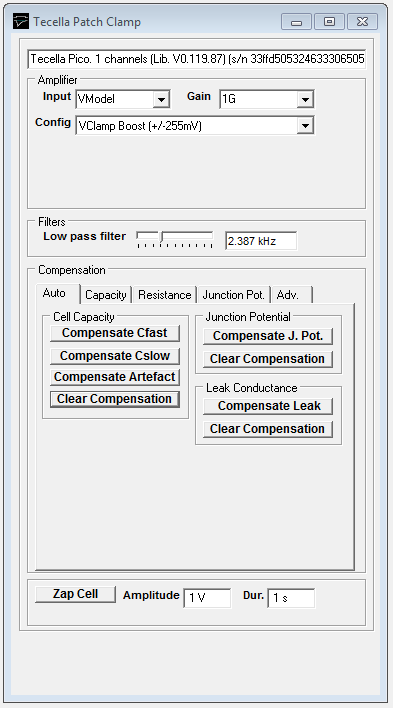 Tecella Patch Clamp
Tecella Pico. 1 channels (Lib. V0.119.87) (s/n 33ffd505324633306505
Amplifier
Input VModel Gain 1G
Config VClamp Boost (+/-255mV)
Filters
Low pass filter 2.387 kHz
Compensation
Auto Capacity Resistance Junction Pot. Adv.
Cell Capacity
Compensate Cfast
Compensate Cslow
Compensate Artefact
Clear Compensation
Junction Potential
Compensate J. Pot.
Clear Compensation
Leak Conductance
Compensate Leak
Clear Compensation
Zap Cell Amplitude 1 V Dur. 1 s